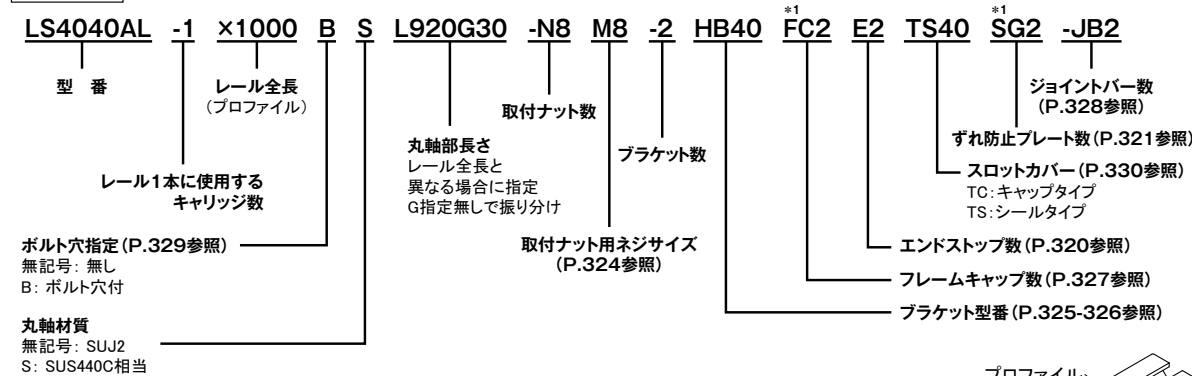 *1 *1
LS4040AL -1 ×1000 B S L920G30 -N8 M8 -2 HB40 FC2 E2 TS40 SG2 -JB2
型 番
レール全長
(プロファイル)
レール1本に使用する
キャリッジ数
ボルト穴指定(P.329参照)
無記号: 無し
B: ボルト穴付
丸軸材質
無記号: SUJ2
S: SUS440C相当
丸軸部長さ
レール全長と
異なる場合に指定
G指定無しで振り分け
取付ナット数
取付ナット用ネジサイズ
(P.324参照)
ブラケット数
ジョイントバー数
(P.328参照)
ずれ防止プレート数(P.321参照)
スロットカバー(P.330参照)
TC:キャップタイプ
TS:シールタイプ
エンドストップ数(P.320参照)
フレームキャップ数(P.327参照)
ブラケット型番(P.325-326参照)
プロファイル